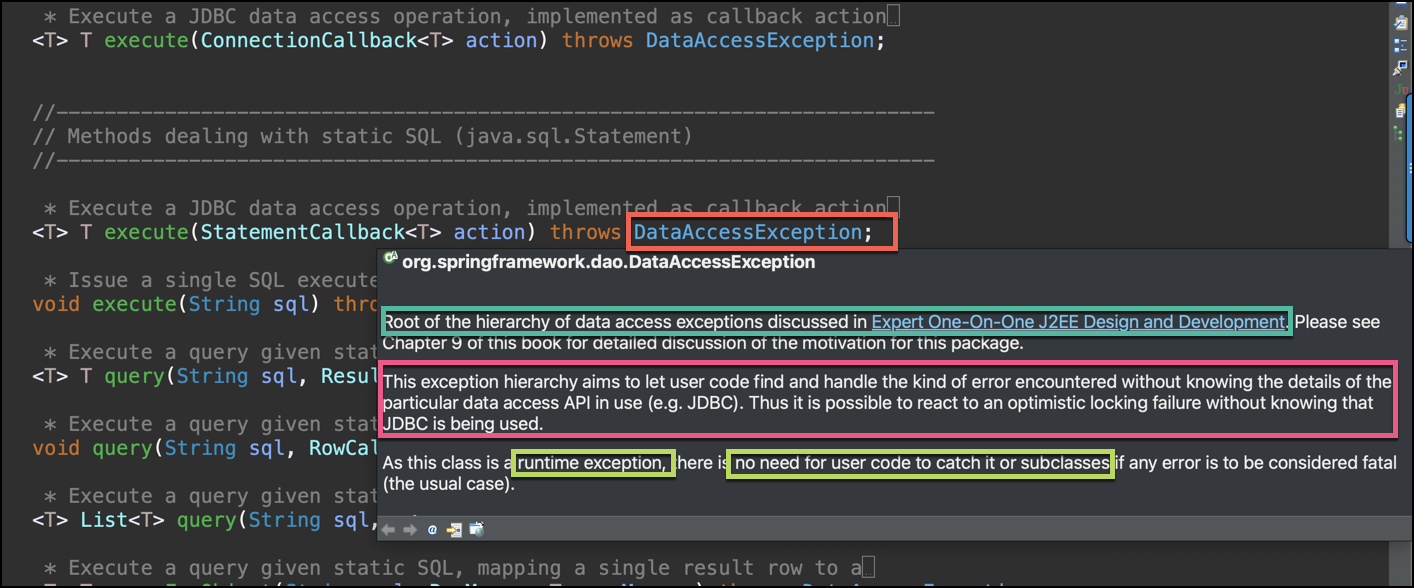 * Execute a JDBC data access operation, implemented as callback action
<T> T execute(ConnectionCallback<T> action) throws DataAccessException;
//-------------------------------------------------------------------------
// Methods dealing with static SQL (java.sql.Statement)
//-------------------------------------------------------------------------
* Execute a JDBC data access operation, implemented as callback action
<T> T execute(StatementCallback<T> action) throws DataAccessException;
* Issue a single SQL execute
void execute(String sql) thro
* Execute a query given stat
<T> T query(String sql, Resul
* Execute a query given stat
void query(String sql, RowCal
* Execute a query given stat
<T> List<T> query(String sql,
* Execute a query given static SQL, mapping a single result row to a
org.springframework.dao.DataAccessException
Root of the hierarchy of data access exceptions discussed in Expert One-On-One J2EE Design and Development. Please see
Chapter 9 of this book for detailed discussion of the motivation for this package.
This exception hierarchy aims to let user code find and handle the kind of error encountered without knowing the details of the
particular data access API in use (e.g. JDBC). Thus it is possible to react to an optimistic locking failure without knowing that
JDBC is being used.
As this class is a runtime exception, there is no need for user code to catch it or subclasses if any error is to be considered fatal
(the usual case).